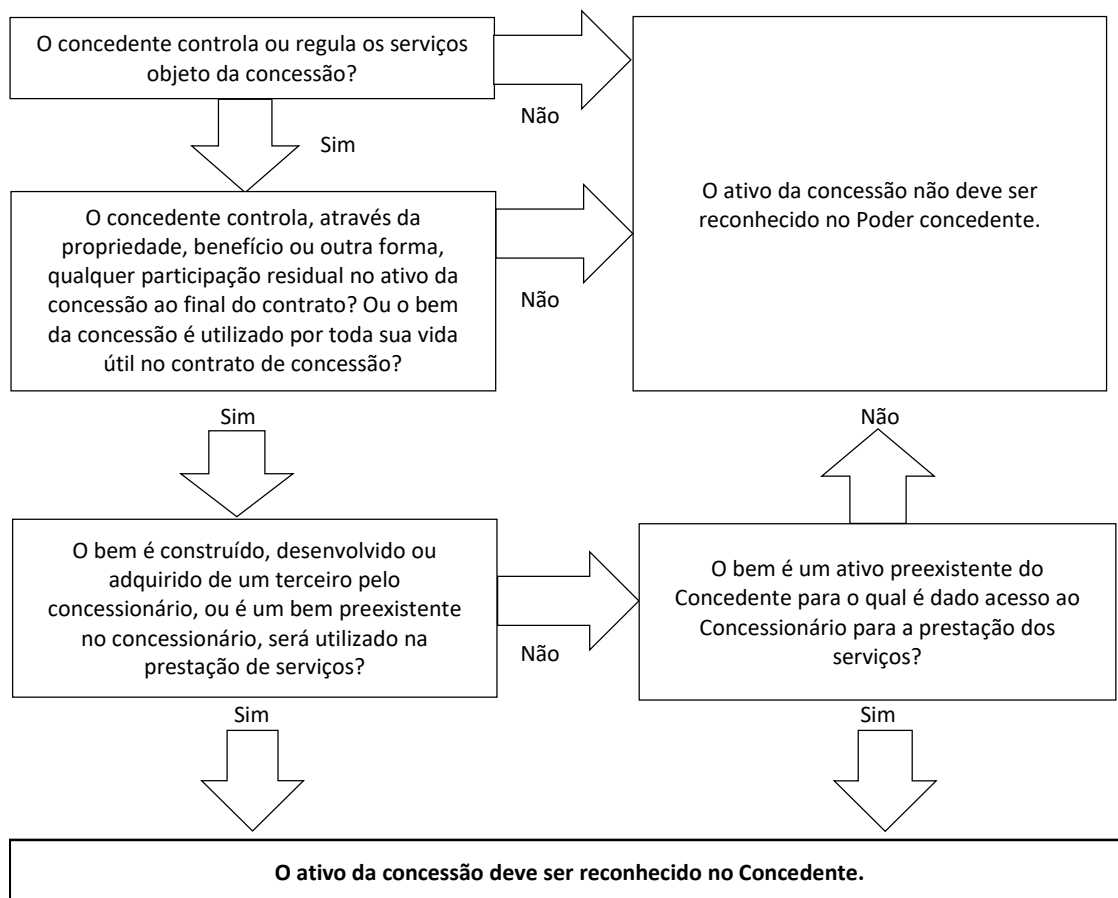 O concedente controla ou regula os serviços
objeto da concessão?
Não
Sim
O ativo da concessão não deve ser
reconhecido no Poder concedente.
O concedente controla, através da
propriedade, benefício ou outra forma,
qualquer participação residual no ativo da
concessão ao final do contrato? Ou o bem
da concessão é utilizado por toda sua vida
útil no contrato de concessão?
Não
Sim
Não
O bem é construído, desenvolvido ou
adquirido de um terceiro pelo
concessionário, ou é um bem preexistente
no concessionário, será utilizado na
prestação de serviços?
Não
O bem é um ativo preexistente do
Concedente para o qual é dado acesso ao
Concessionário para a prestação dos
serviços?
Sim
Sim
O ativo da concessão deve ser reconhecido no Concedente.